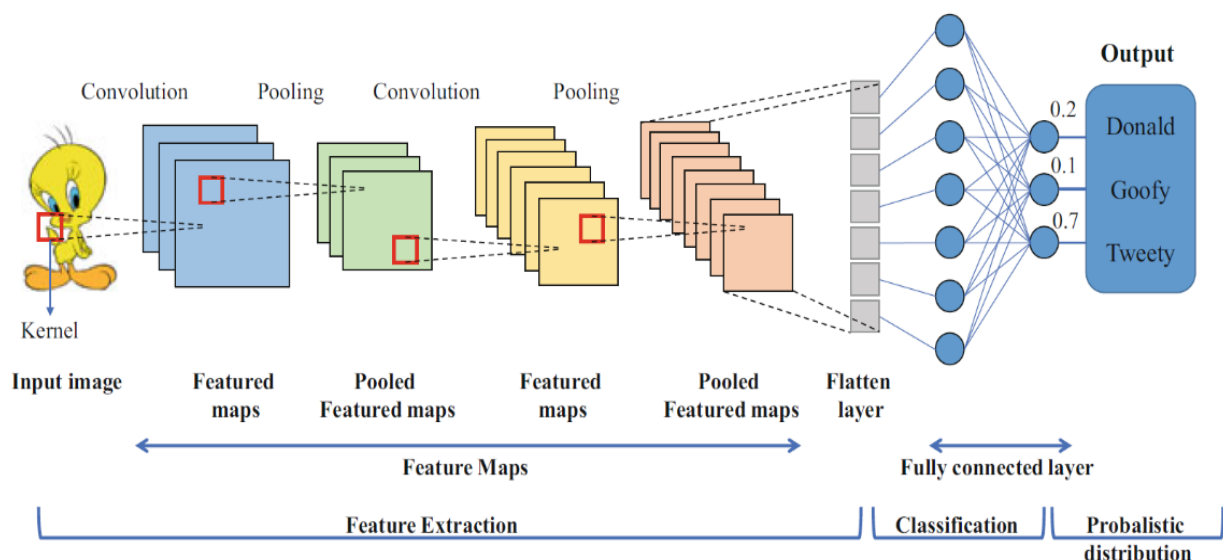 Output
Convolution
Pooling
Convolution
Pooling
0.2
Donald
0.1
Goofy
0.7
Tweety
Kernel
Input image
Featured
maps
Pooled
Featured maps
Featured
maps
Pooled
Featured maps
Flatten
layer
Feature Maps
Fully connected layer
Feature Extraction
Classification
Probalistic
distribution